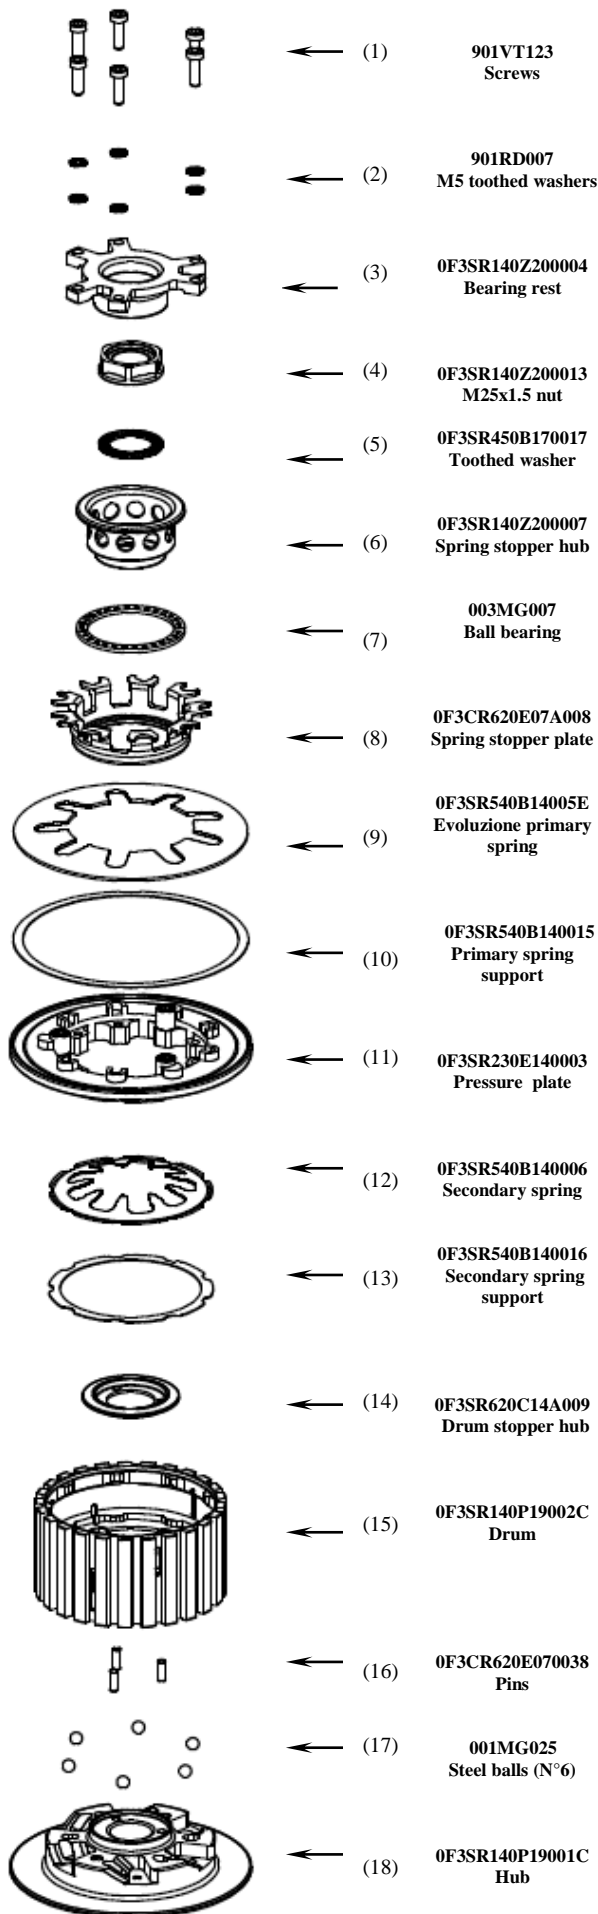 (1) 901VT123
Screws
(2) 901RD007
M5 toothed washers
(3) 0F3SR140Z200004
Bearing rest
(4) 0F3SR140Z200013
M25x1.5 nut
(5) 0F3SR450B170017
Toothed washer
(6) 0F3SR140Z200007
Spring stopper hub
(7) 003MG007
Ball bearing
(8) 0F3CR620E07A008
Spring stopper plate
(9) 0F3SR540B14005E
Evoluzione primary
spring
(10) 0F3SR540B140015
Primary spring
support
(11) 0F3SR230E140003
Pressure plate
(12) 0F3SR540B140006
Secondary spring
(13) 0F3SR540B140016
Secondary spring
support
(14) 0F3SR620C14A009
Drum stopper hub
(15) 0F3SR140P19002C
Drum
(16) 0F3CR620E070038
Pins
(17) 001MG025
Steel balls (N°6)
(18) 0F3SR140P19001C
Hub